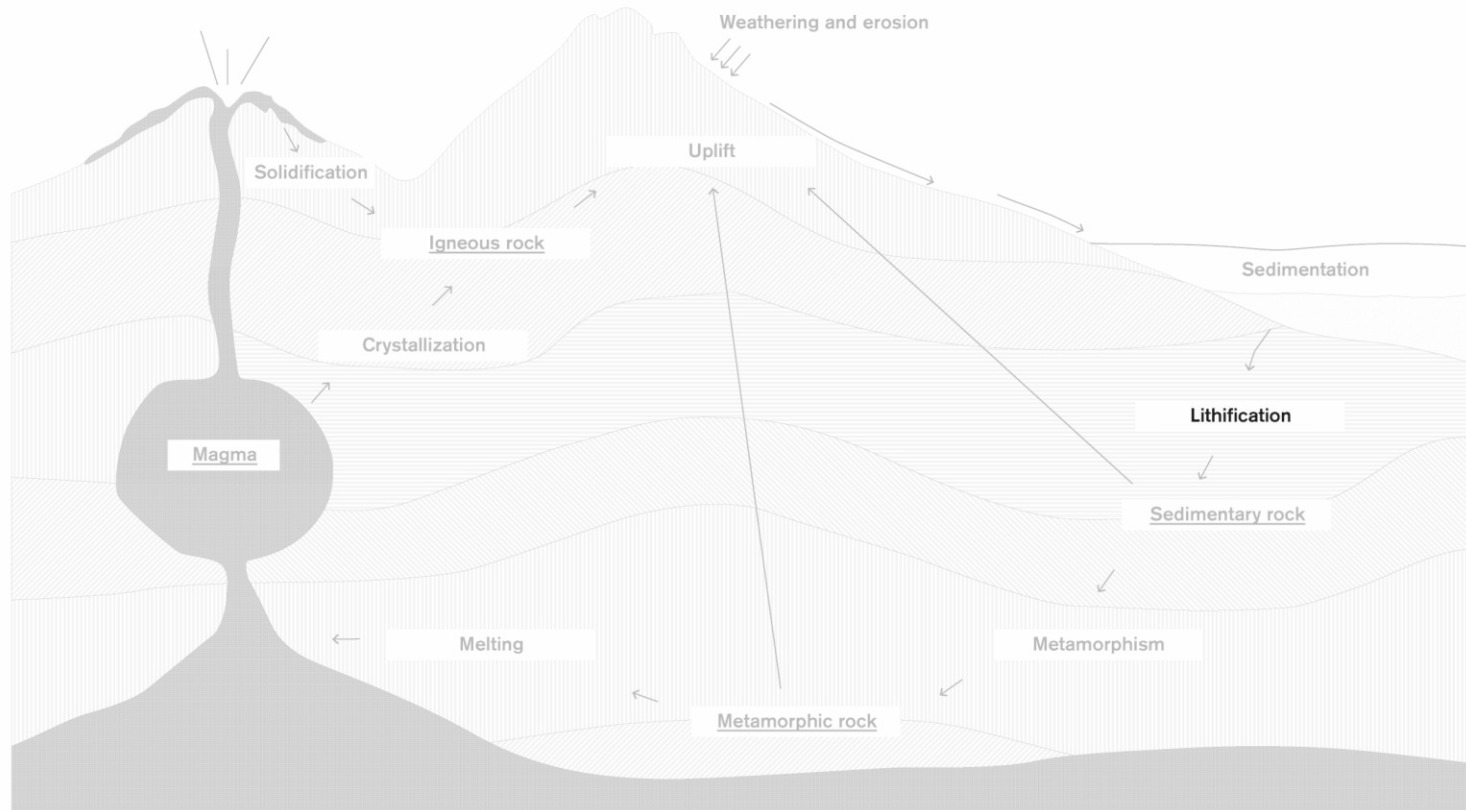 Weathering and erosion
Uplift
Solidification
Igneous rock
Sedimentation
Crystallization
Lithification
Magma
Sedimentary rock
Melting
Metamorphism
Metamorphic rock